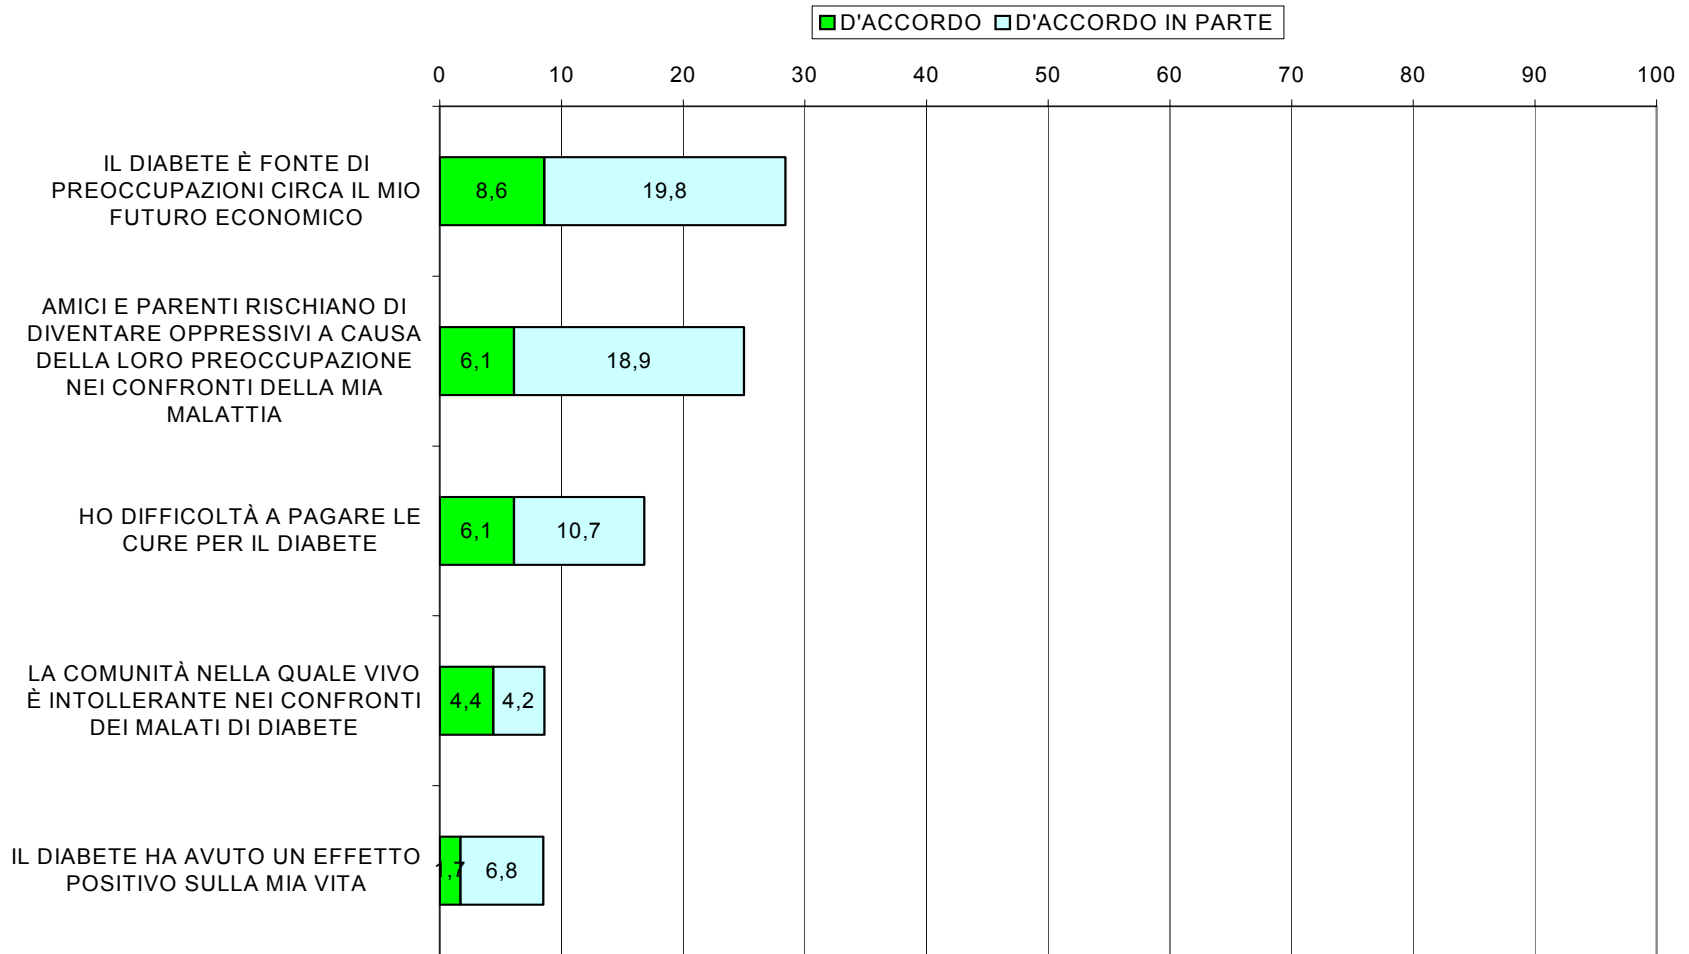 D'ACCORDO D'ACCORDO IN PARTE
0 10 20 30 40 50 60 70 80 90 100
IL DIABETE È FONTE DI
PREOCCUPAZIONI CIRCA IL MIO
FUTURO ECONOMICO
8,6 19,8
AMICI E PARENTI RISCHIANO DI
DIVENTARE OPPRESSIVI A CAUSA
DELLA LORO PREOCCUPAZIONE
NEI CONFRONTI DELLA MIA
MALATTIA
6,1 18,9
HO DIFFICOLTÀ A PAGARE LE
CURE PER IL DIABETE
6,1 10,7
LA COMUNITÀ NELLA QUALE VIVO
È INTOLLERANTE NEI CONFRONTI
DEI MALATI DI DIABETE
4,4 4,2
IL DIABETE HA AVUTO UN EFFETTO
POSITIVO SULLA MIA VITA
1,7 6,8